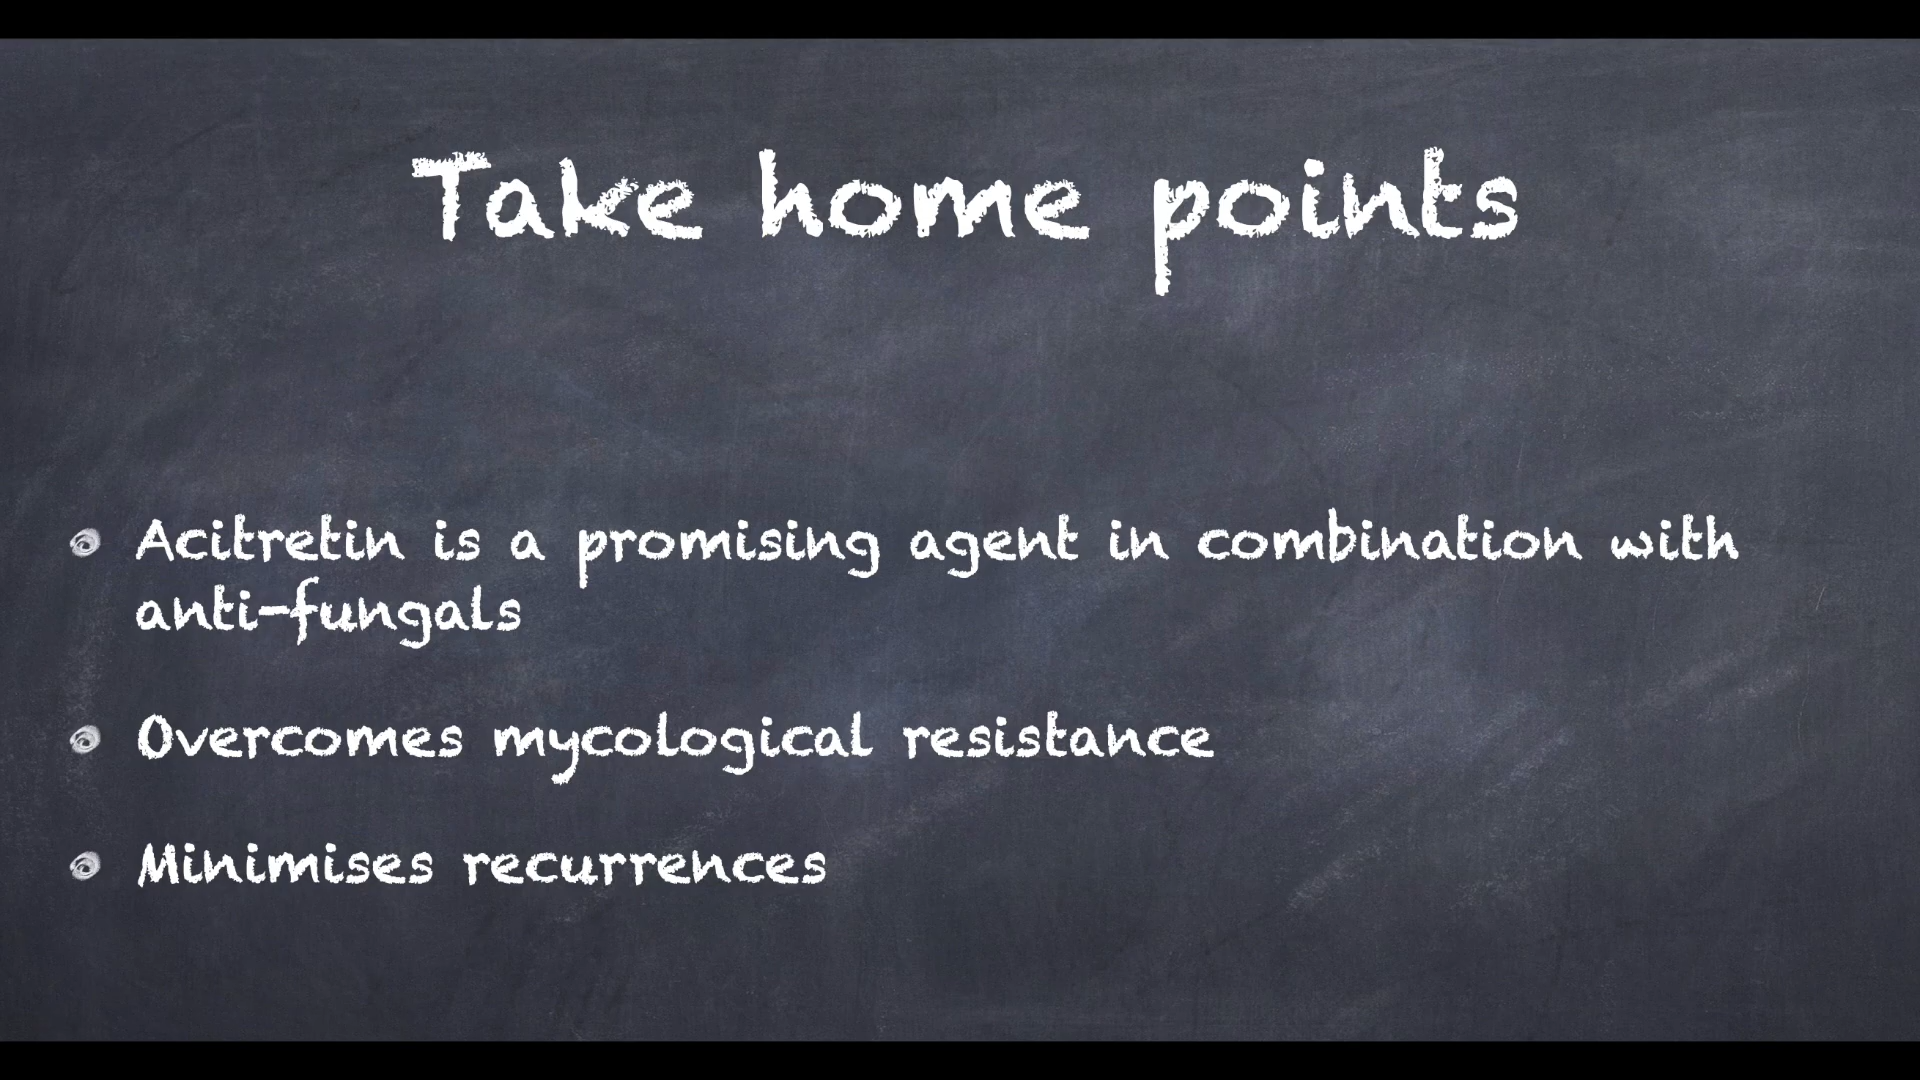 Take home points
Acitretin is a promising agent in combination with
anti-fungals
Overcomes mycological resistance
Minimises recurrences